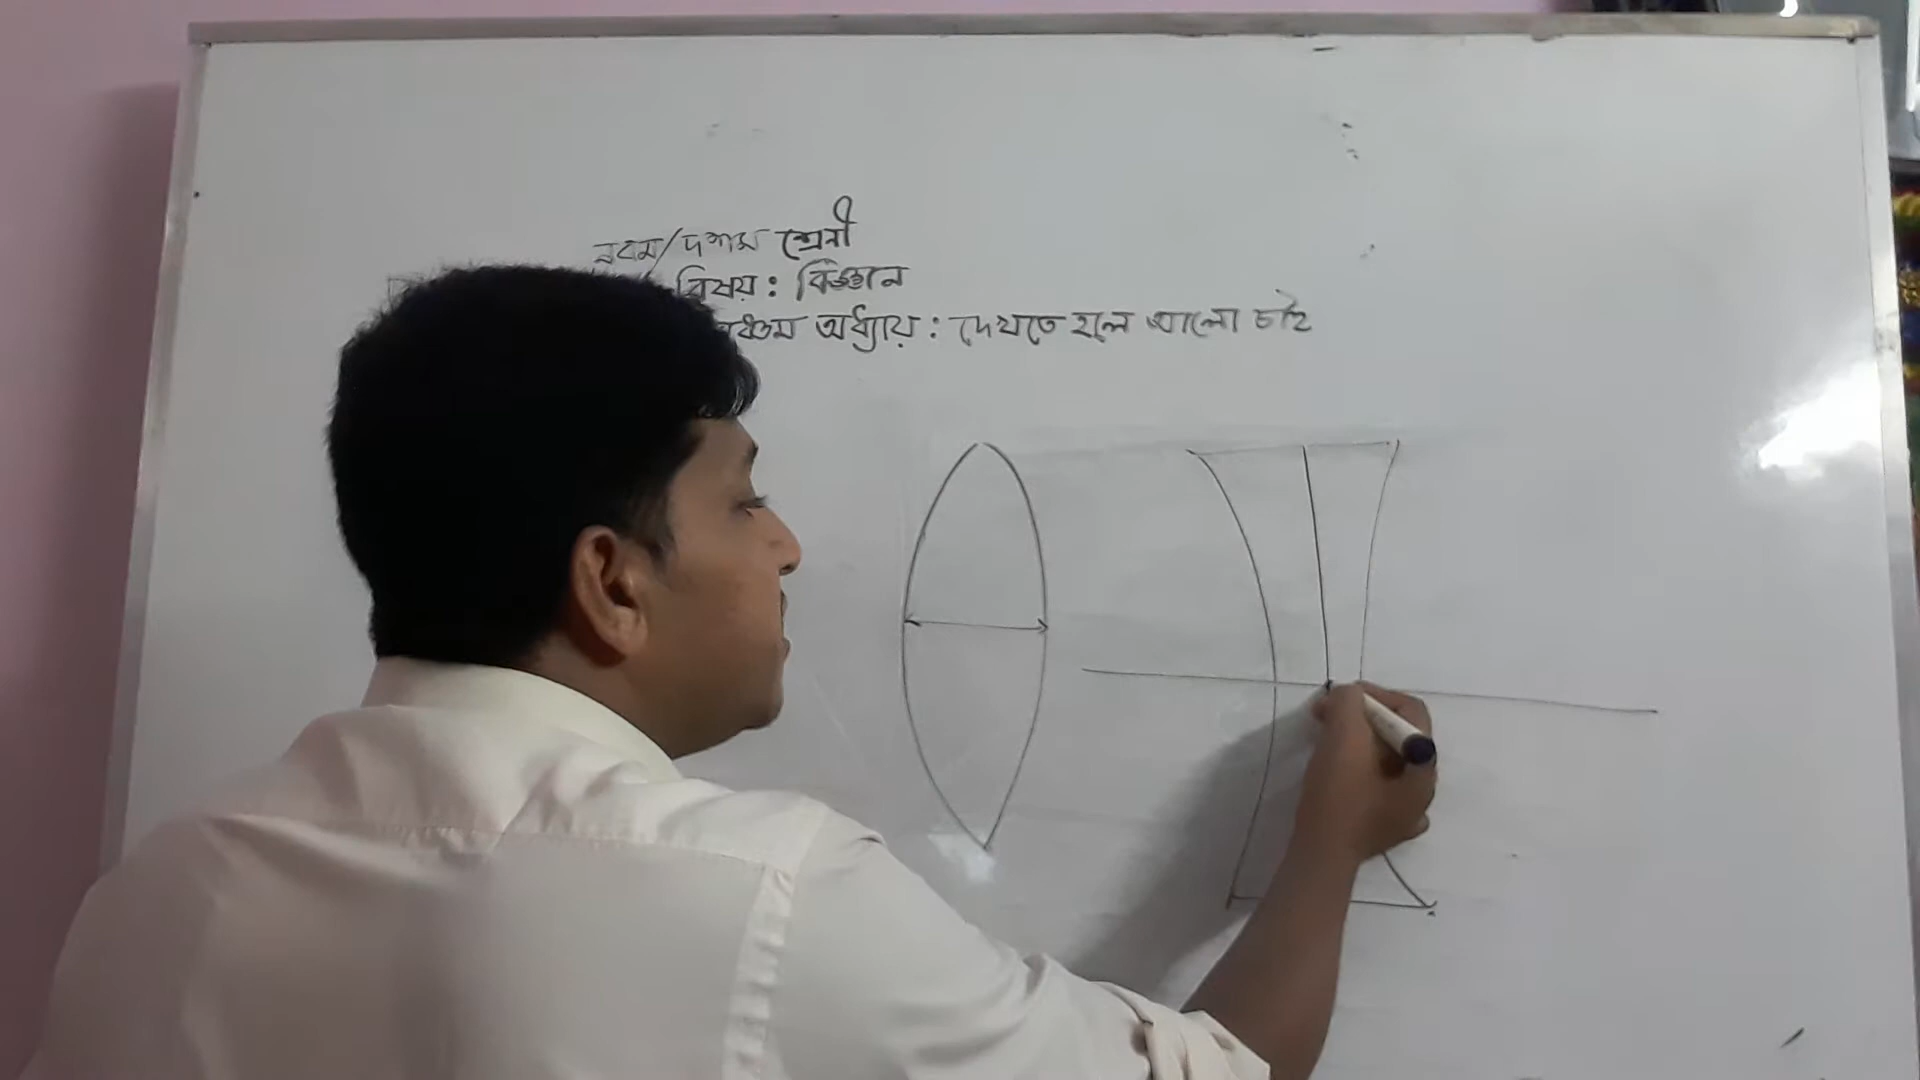 নবম/দশম শ্রেনী
বিষয়: বিজ্ঞান
অধ্যায়: দেখতে হলে আলো চাই